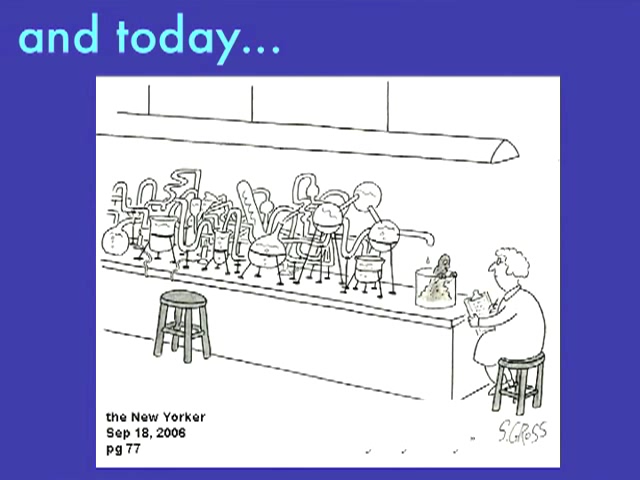 and today...
the New Yorker
Sep 18, 2006
pg 77
S.GROSS